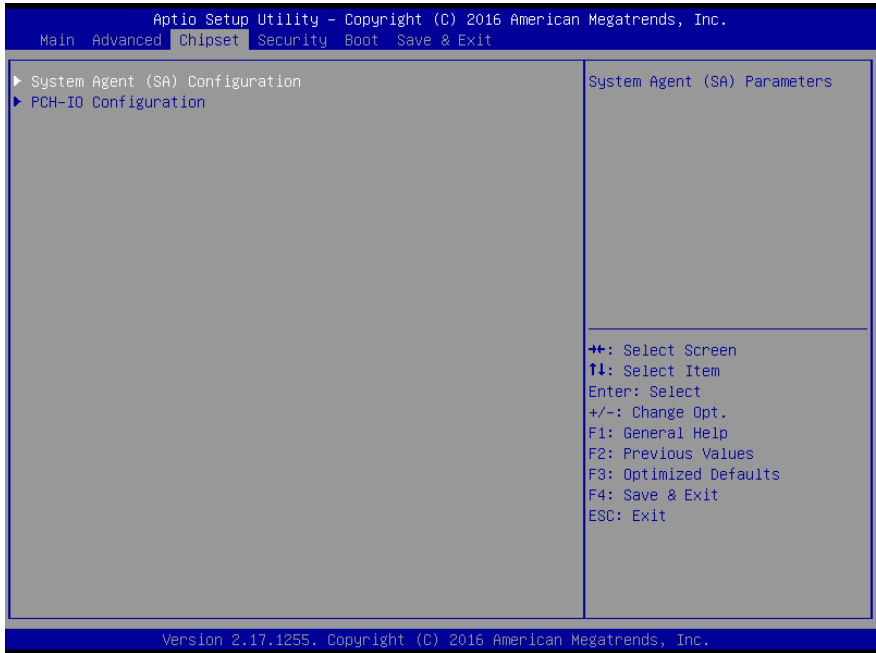 Aptio Setup Utility – Copyright (C) 2016 American Megatrends, Inc.
Main Advanced Chipset Security Boot Save & Exit
System Agent (SA) Configuration
PCH-IO Configuration
System Agent (SA) Parameters
→←: Select Screen
↑↓: Select Item
Enter: Select
+/-: Change Opt.
F1: General Help
F2: Previous Values
F3: Optimized Defaults
F4: Save & Exit
ESC: Exit
Version 2.17.1255. Copyright (C) 2016 American Megatrends, Inc.